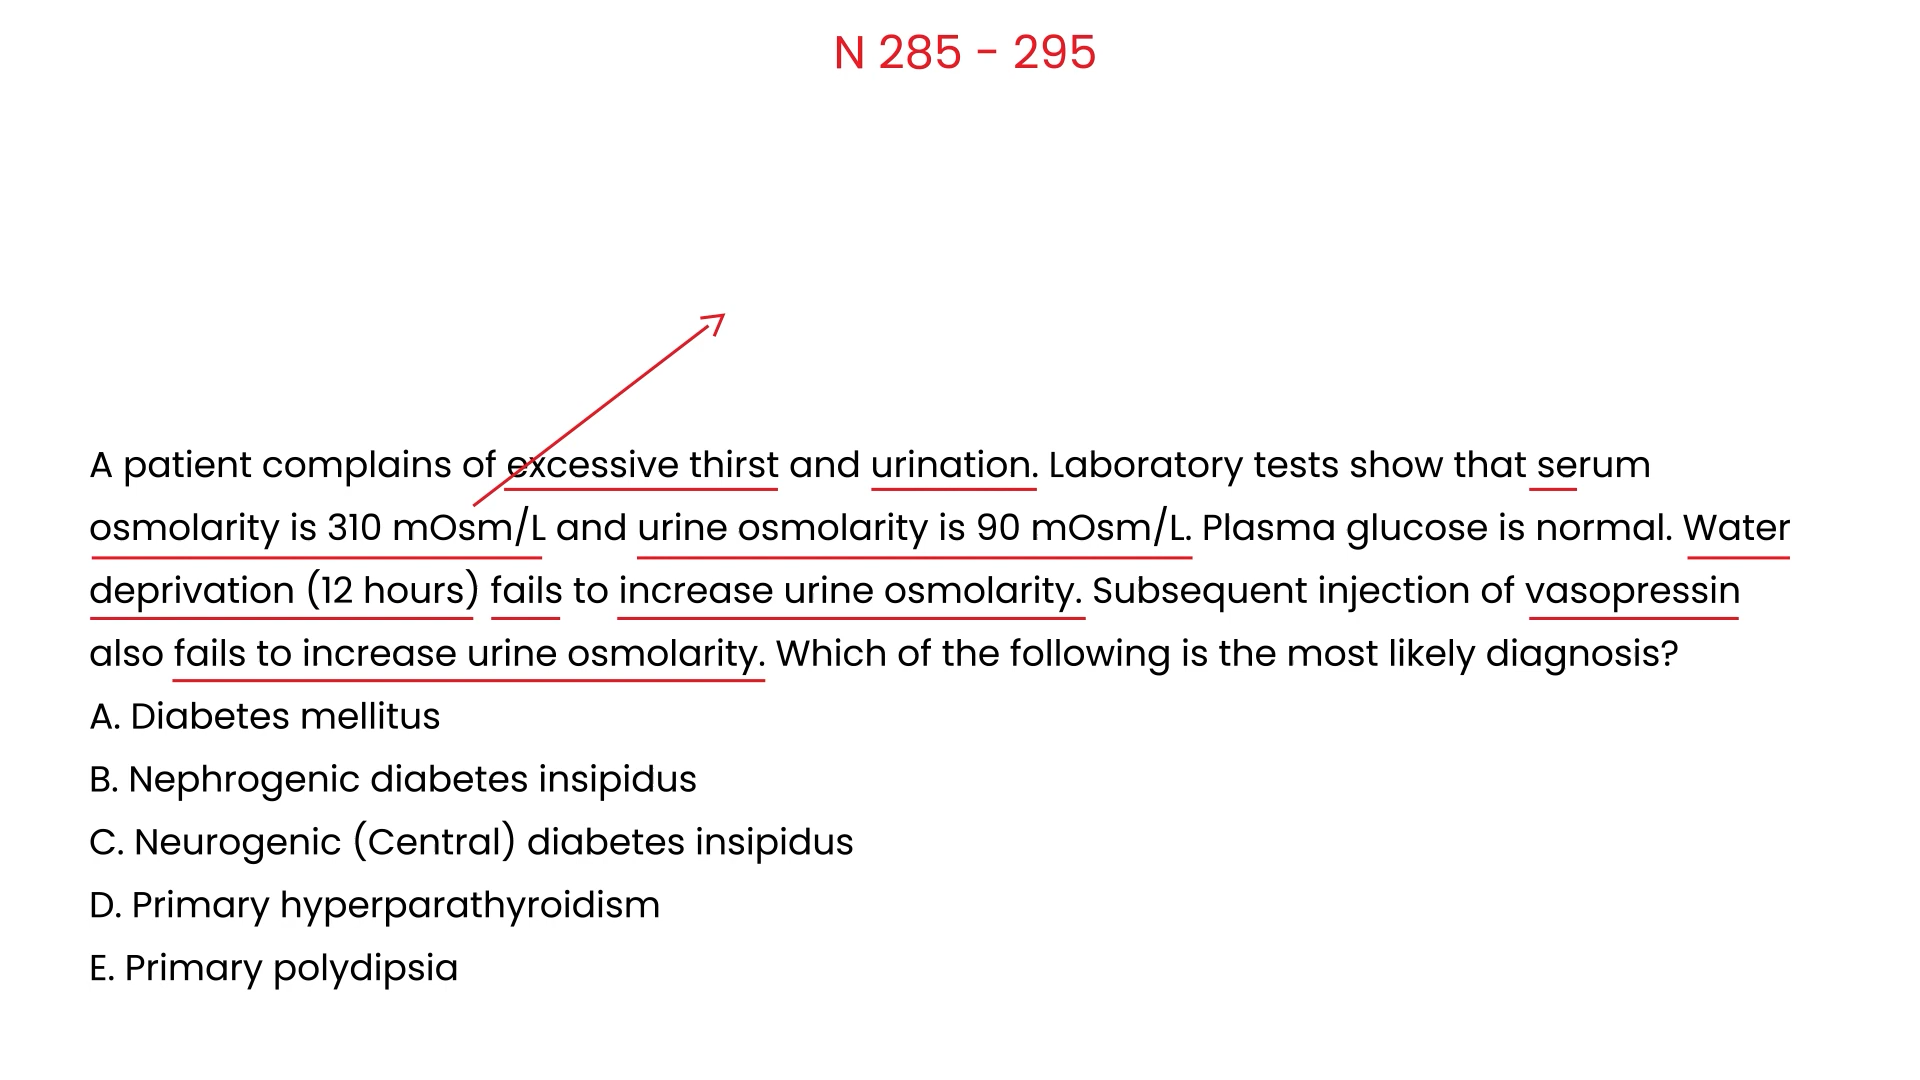 N 285 - 295
A patient complains of excessive thirst and urination. Laboratory tests show that serum
osmolarity is 310 mOsm/L and urine osmolarity is 90 mOsm/L. Plasma glucose is normal. Water
deprivation (12 hours) fails to increase urine osmolarity. Subsequent injection of vasopressin
also fails to increase urine osmolarity. Which of the following is the most likely diagnosis?
A. Diabetes mellitus
B. Nephrogenic diabetes insipidus
C. Neurogenic (Central) diabetes insipidus
D. Primary hyperparathyroidism
E. Primary polydipsia